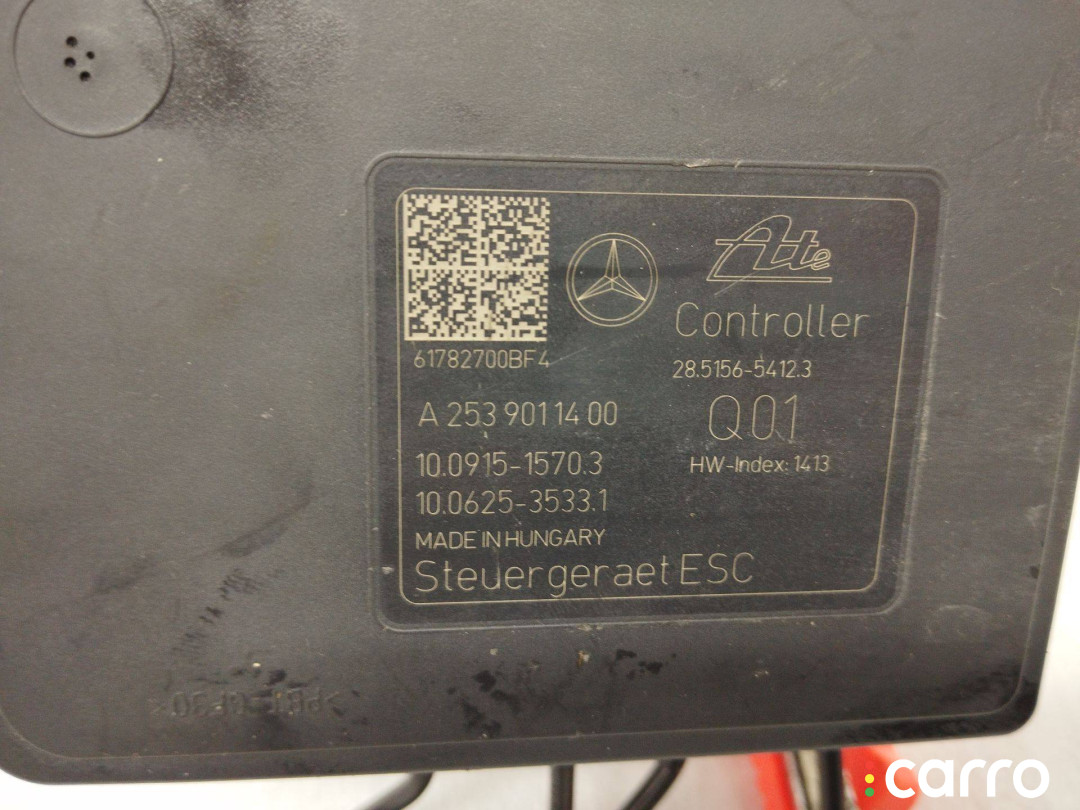 Ate
Controller
61782700BF4
28.5156-5412.3
A 253 901 14 00
Q01
10.0915-1570.3
HW-Index: 1413
10.0625-3533.1
MADE IN HUNGARY
Steuergeraet ESC
:carro